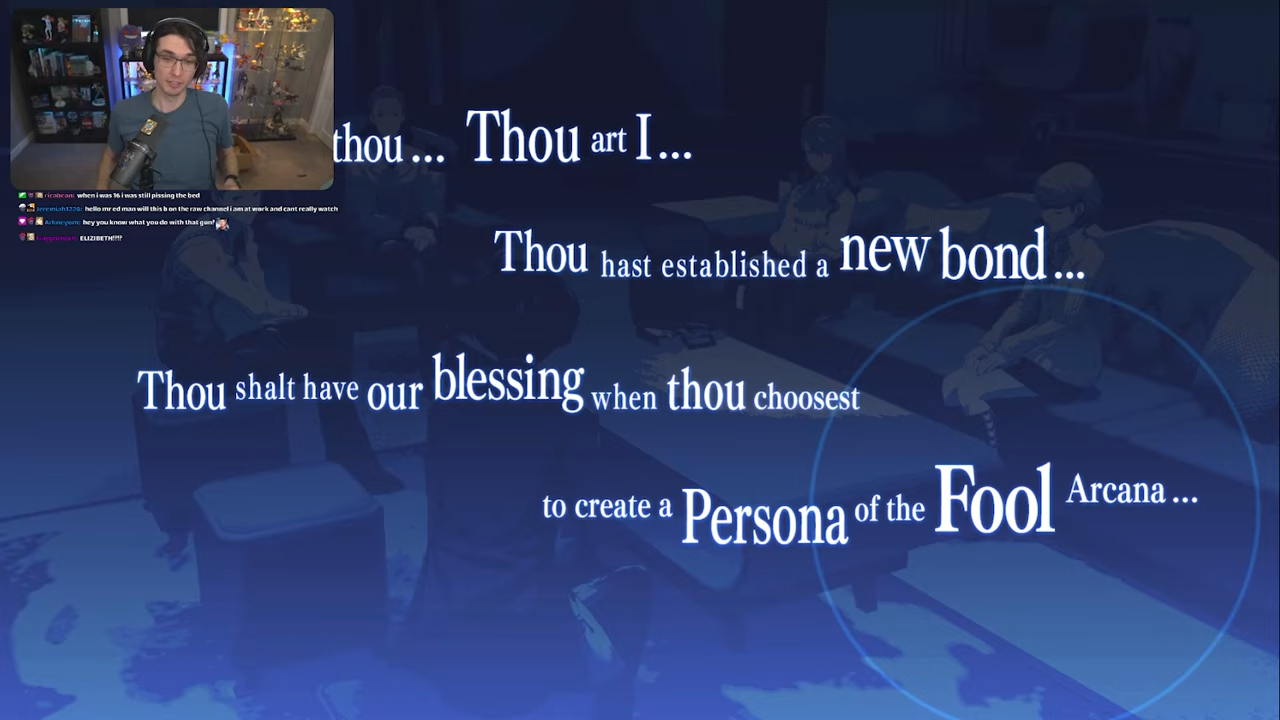 thou... Thou art I...
when i was 16 i was still pissing the bed
hello mr ed man will this b on the raw channel i am at work and cant really watch
hey you know what you do with that gun?
ELIZIBETH!!!?
Thou hast established a new bond...
Thou shalt have our blessing when thou choosest
to create a Persona of the Fool Arcana...